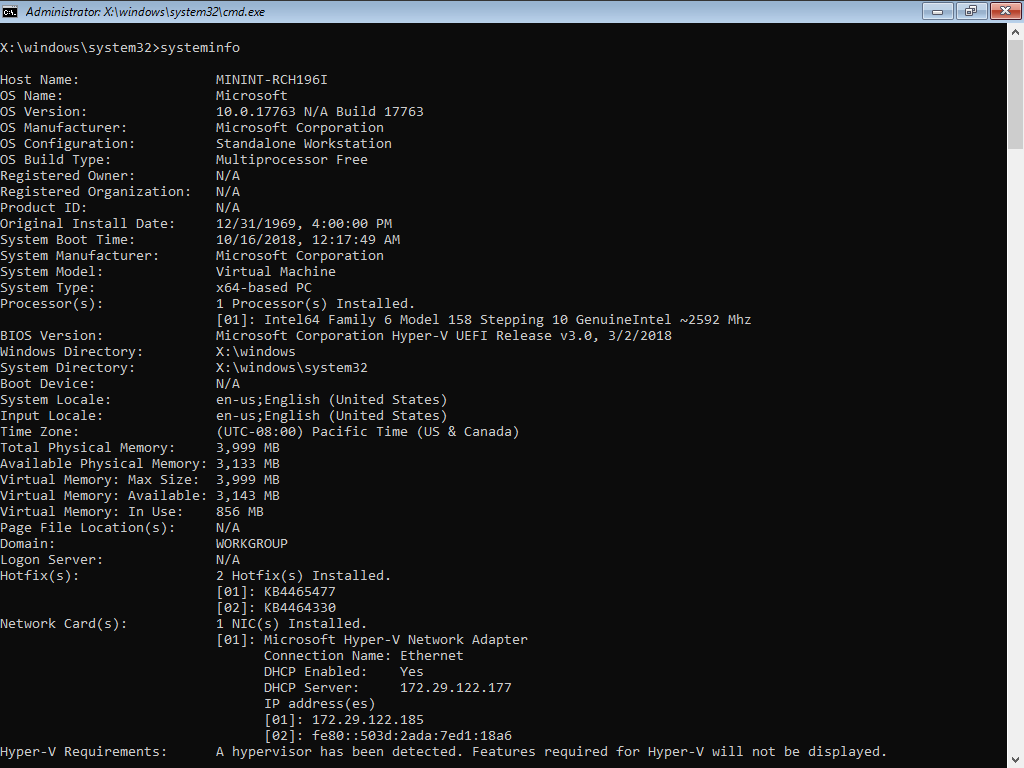 Administrator: X:\windows\system32\cmd.exe
X:\windows\system32>systeminfo
Host Name:                 MININT-RCH196I
OS Name:                   Microsoft
OS Version:                10.0.17763 N/A Build 17763
OS Manufacturer:           Microsoft Corporation
OS Configuration:          Standalone Workstation
OS Build Type:             Multiprocessor Free
Registered Owner:          N/A
Registered Organization:   N/A
Product ID:                N/A
Original Install Date:     12/31/1969, 4:00:00 PM
System Boot Time:          10/16/2018, 12:17:49 AM
System Manufacturer:       Microsoft Corporation
System Model:              Virtual Machine
System Type:               x64-based PC
Processor(s):              1 Processor(s) Installed.
                           [01]: Intel64 Family 6 Model 158 Stepping 10 GenuineIntel ~2592 Mhz
BIOS Version:              Microsoft Corporation Hyper-V UEFI Release v3.0, 3/2/2018
Windows Directory:         X:\windows
System Directory:          X:\windows\system32
Boot Device:               N/A
System Locale:             en-us;English (United States)
Input Locale:              en-us;English (United States)
Time Zone:                 (UTC-08:00) Pacific Time (US & Canada)
Total Physical Memory:     3,999 MB
Available Physical Memory: 3,133 MB
Virtual Memory: Max Size:  3,999 MB
Virtual Memory: Available: 3,143 MB
Virtual Memory: In Use:    856 MB
Page File Location(s):     N/A
Domain:                    WORKGROUP
Logon Server:              N/A
Hotfix(s):                 2 Hotfix(s) Installed.
                           [01]: KB4465477
                           [02]: KB4464330
Network Card(s):           1 NIC(s) Installed.
                           [01]: Microsoft Hyper-V Network Adapter
                                 Connection Name: Ethernet
                                 DHCP Enabled:    Yes
                                 DHCP Server:     172.29.122.177
                                 IP address(es)
                                 [01]: 172.29.122.185
                                 [02]: fe80::503d:2ada:7ed1:18a6
Hyper-V Requirements:      A hypervisor has been detected. Features required for Hyper-V will not be displayed.